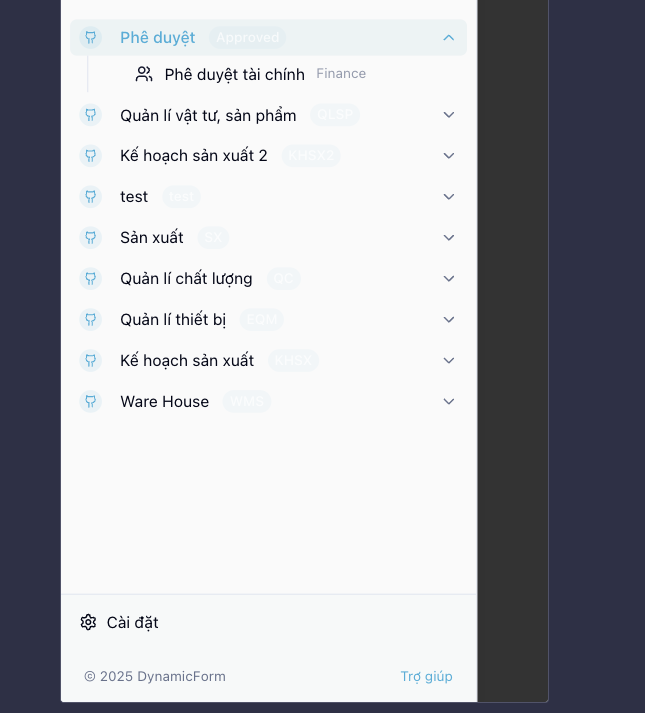 Phê duyệt Approved
Phê duyệt tài chính Finance
Quản lí vật tư, sản phẩm QLSP
Kế hoạch sản xuất 2 KHSX2
test test
Sản xuất SX
Quản lí chất lượng QC
Quản lí thiết bị EQM
Kế hoạch sản xuất KHSX
Ware House WMS
Cài đặt
© 2025 DynamicForm Trợ giúp